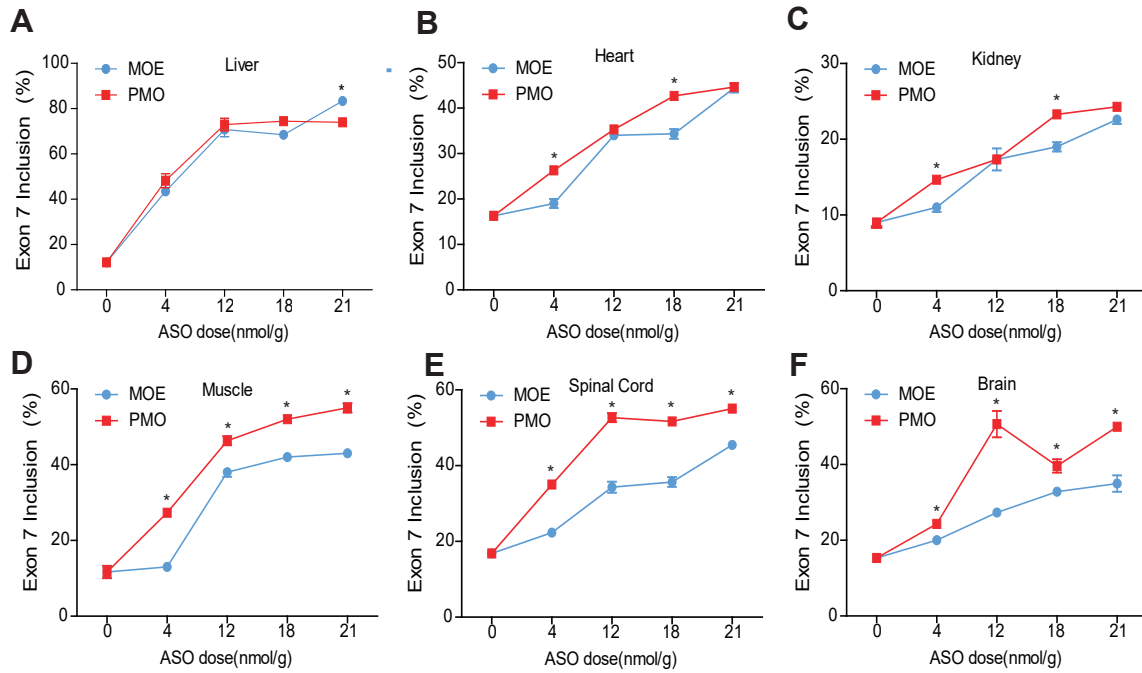 A
Liver
MOE
PMO
Exon 7 Inclusion (%)
100
80
60
40
20
0
*
0 4 12 18 21
ASO dose(nmol/g)
B
Heart
MOE
PMO
Exon 7 Inclusion (%)
50
40
30
20
10
0
* *
0 4 12 18 21
ASO dose(nmol/g)
C
Kidney
MOE
PMO
Exon 7 Inclusion (%)
30
20
10
0
* *
0 4 12 18 21
ASO dose(nmol/g)
D
Muscle
MOE
PMO
Exon 7 Inclusion (%)
60
40
20
0
* * * *
0 4 12 18 21
ASO dose(nmol/g)
E
Spinal Cord
MOE
PMO
Exon 7 Inclusion (%)
60
40
20
0
* * * *
0 4 12 18 21
ASO dose(nmol/g)
F
Brain
MOE
PMO
Exon 7 Inclusion (%)
60
40
20
0
* * * *
0 4 12 18 21
ASO dose(nmol/g)